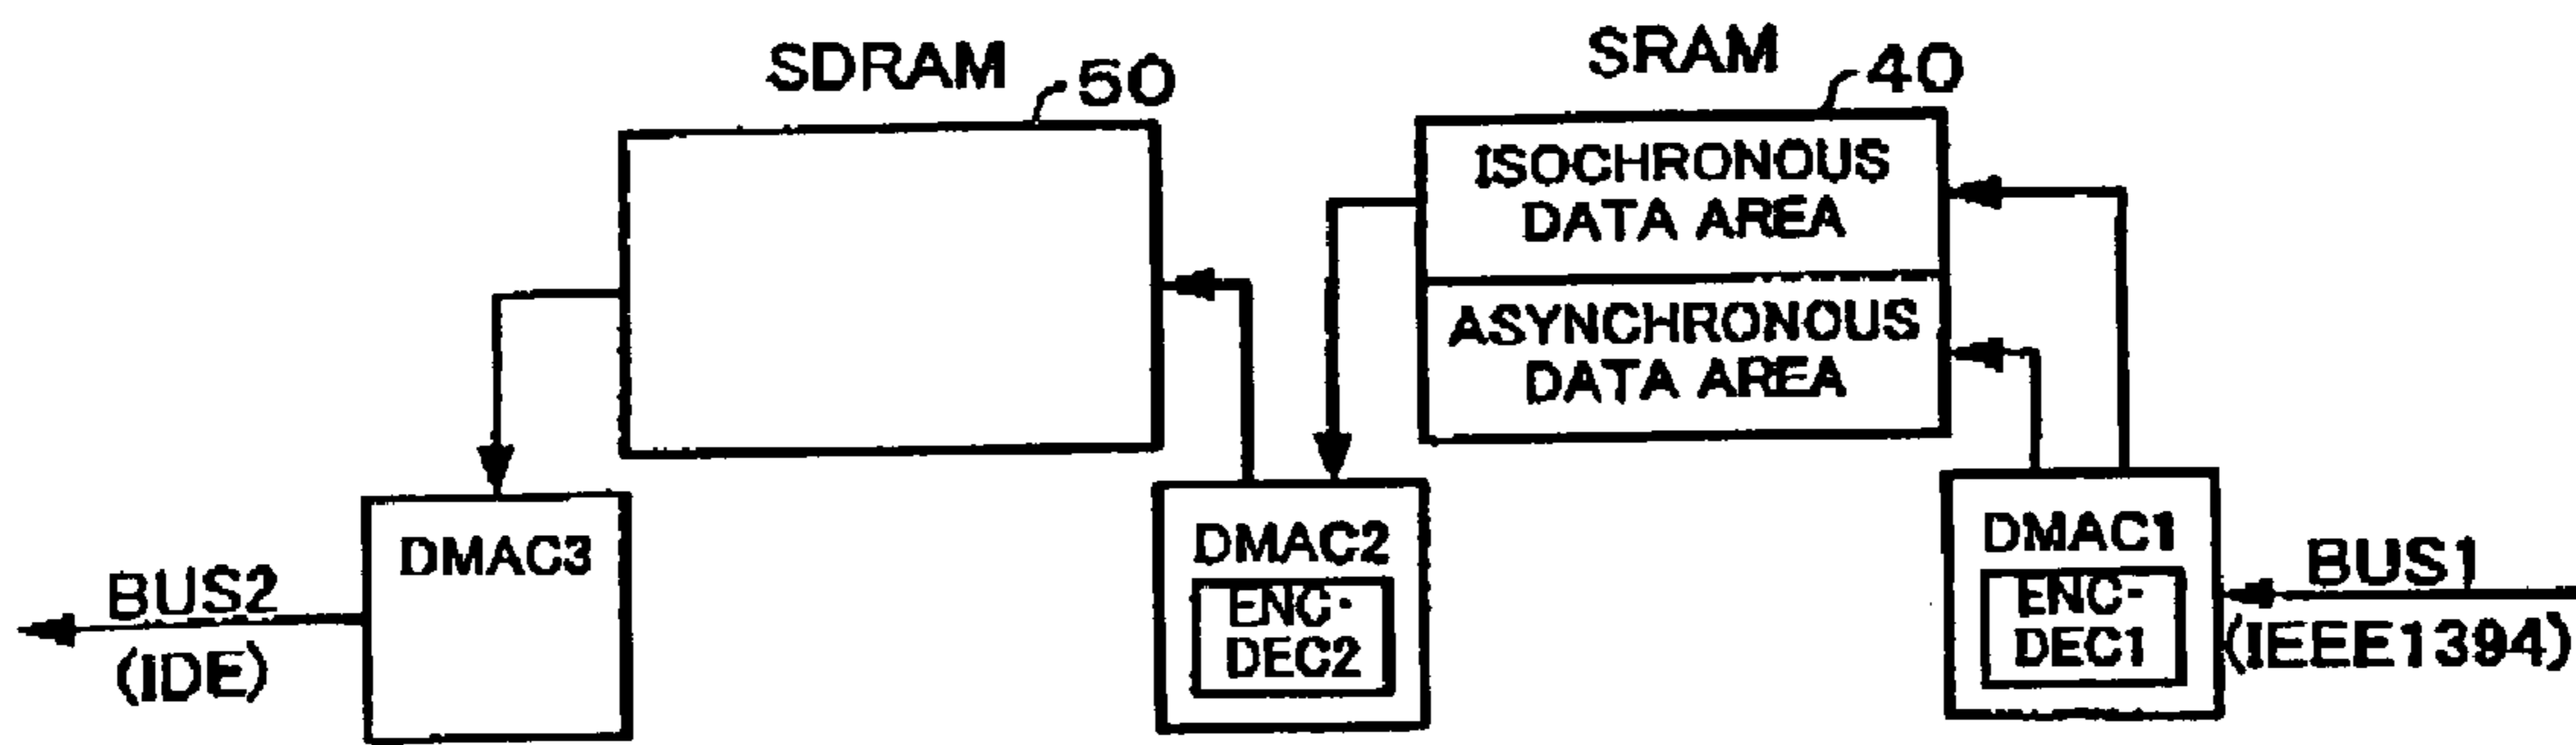 SDRAM
50
SRAM
40
ISOCHRONOUS
DATA AREA
ASYNCHRONOUS
DATA AREA
DMAC3
BUS2
(IDE)
DMAC2
ENC·
DEC2
DMAC1
ENC-
DEC1
BUS1
(IEEE1394)